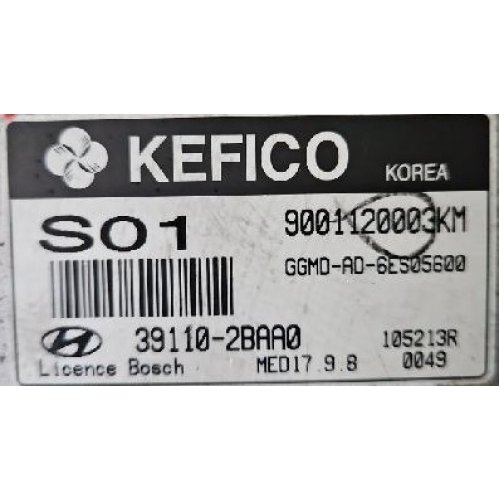 KEFICO KOREA
S01 9001120003KM
GGMD-AD-6ES05600
39110-2BAA0 105213R
Licence Bosch MED17.9.8 0049